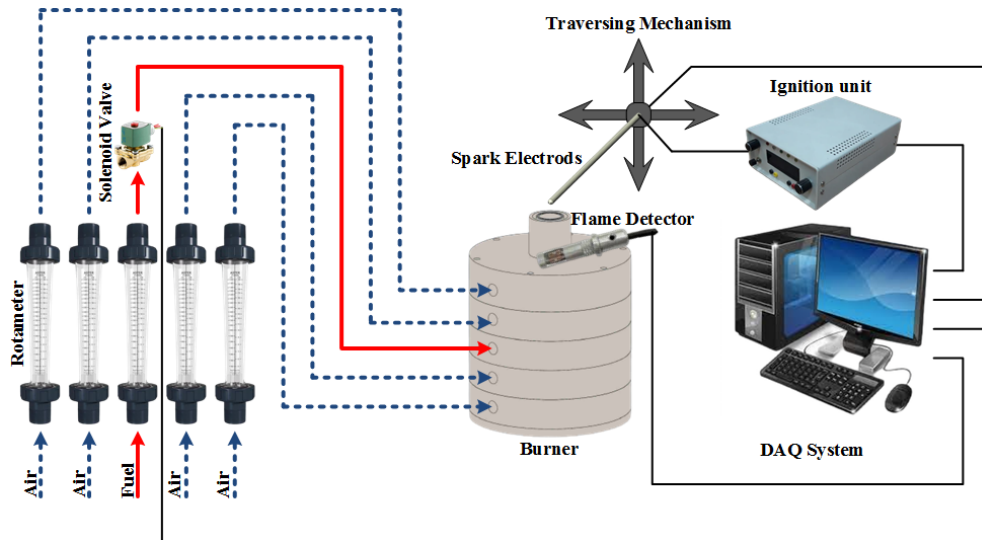 Traversing Mechanism
Ignition unit
Solenoid Valve
Spark Electrods
Flame Detector
Rotameter
Burner
DAQ System
Air
Air
Fuel
Air
Air